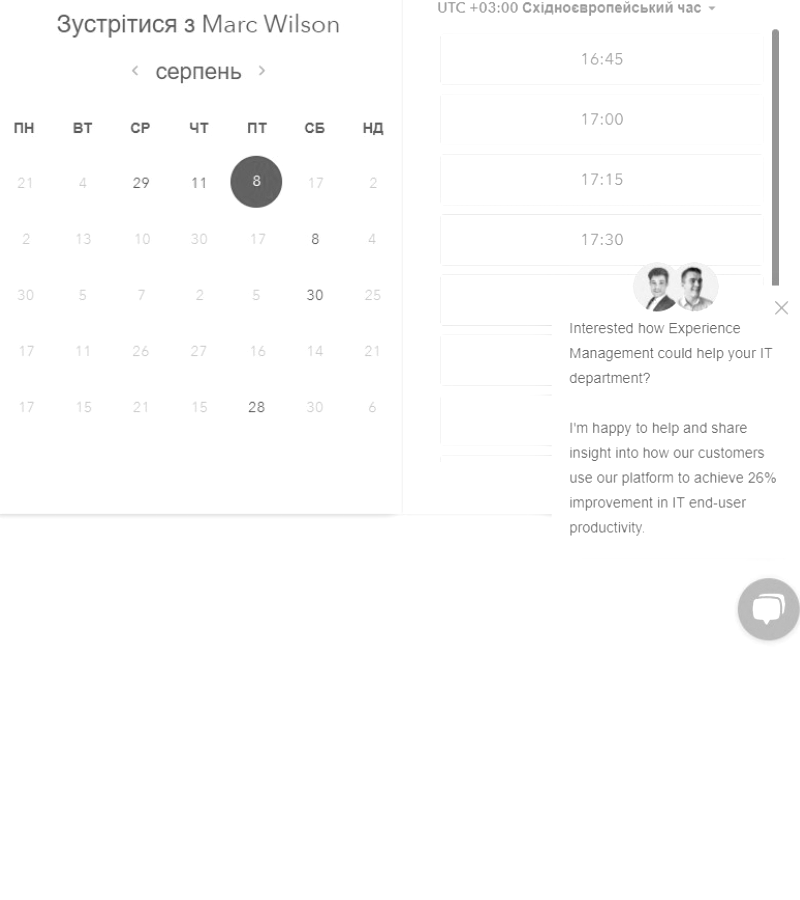 Зустрітися з Marc Wilson
серпень
ПН ВТ СР ЧТ ПТ СБ НД
21 4 29 11 8 17 2
2 13 10 30 17 8 4
30 5 7 2 5 30 25
17 11 26 27 16 14 21
17 15 21 15 28 30 6
UTC +03:00 Східноєвропейський час
16:45
17:00
17:15
17:30
Interested how Experience
Management could help your IT
department?
I'm happy to help and share
insight into how our customers
use our platform to achieve 26%
improvement in IT end-user
productivity.